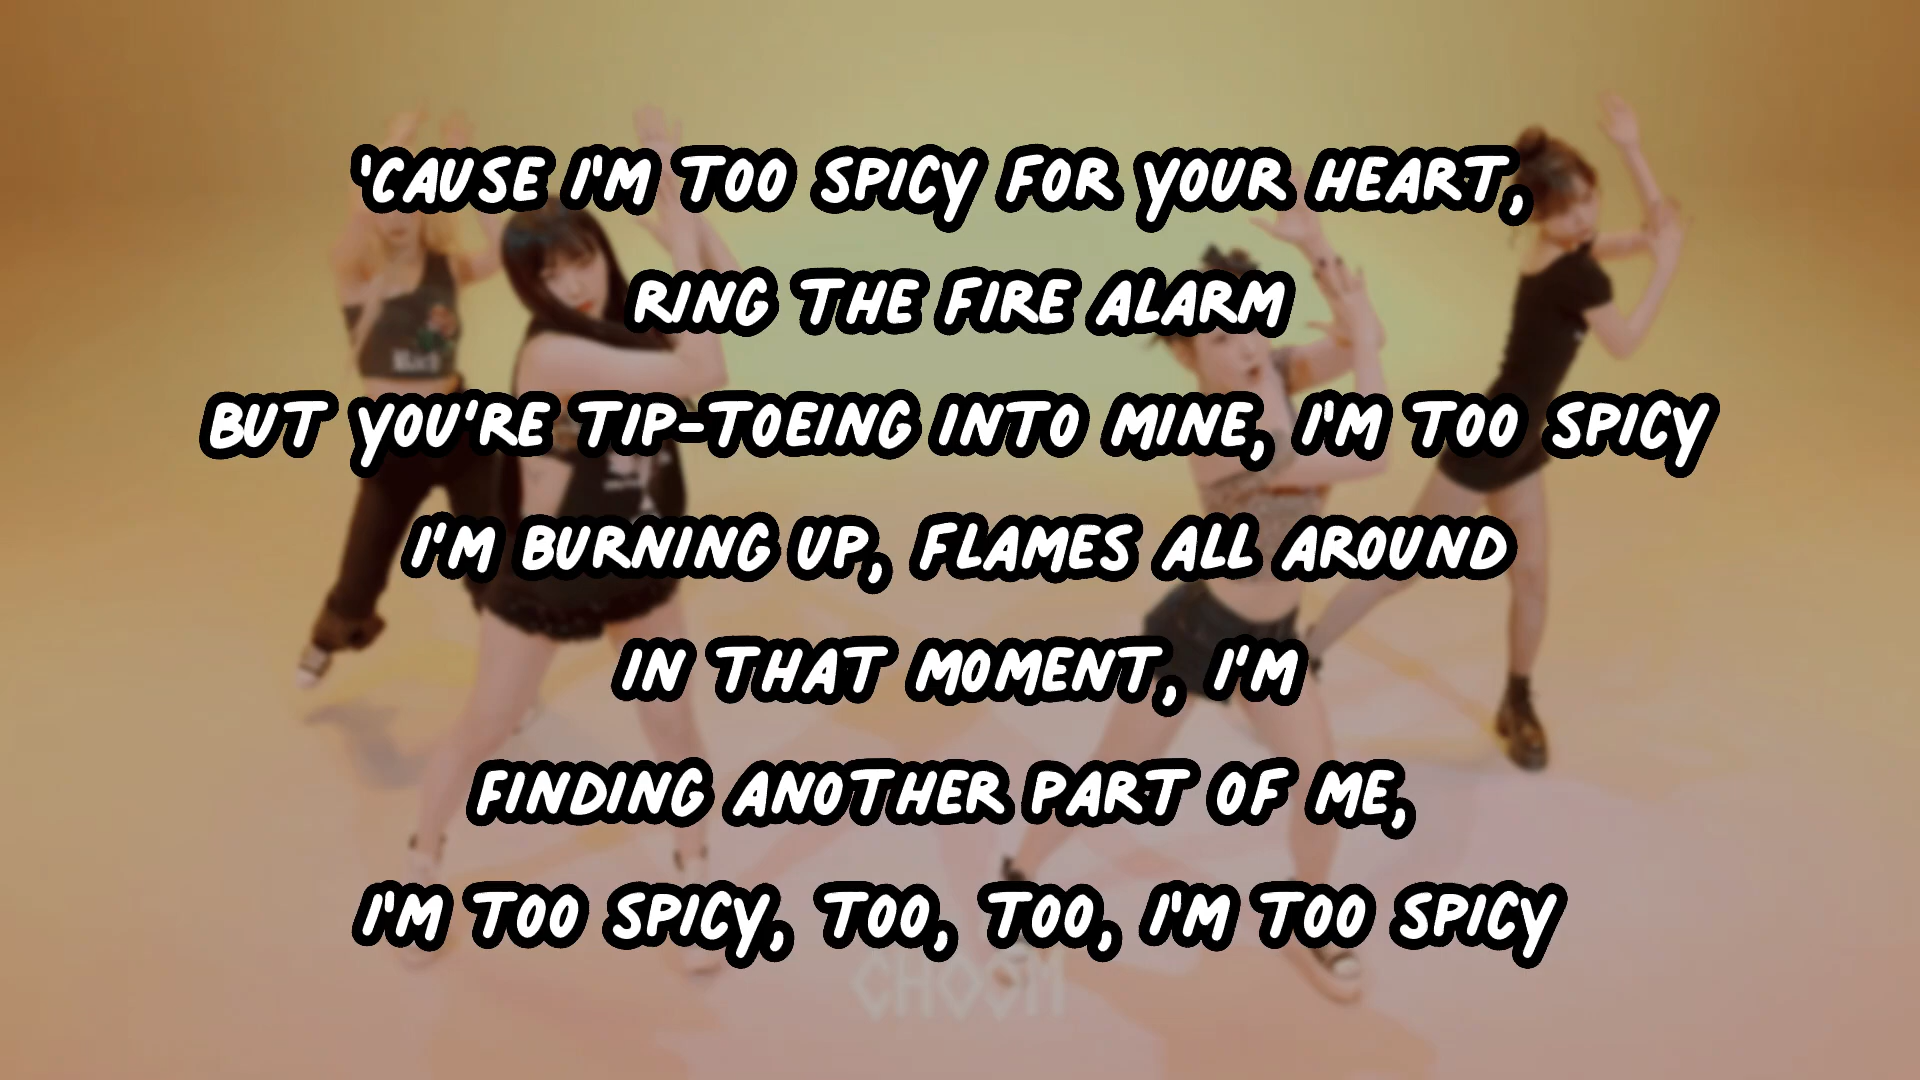 'CAUSE I'M TOO SPICY FOR YOUR HEART,
RING THE FIRE ALARM
BUT YOU'RE TIP-TOEING INTO MINE, I'M TOO SPICY
I'M BURNING UP, FLAMES ALL AROUND
IN THAT MOMENT, I'M
FINDING ANOTHER PART OF ME,
I'M TOO SPICY, TOO, TOO, I'M TOO SPICY
CHOOM